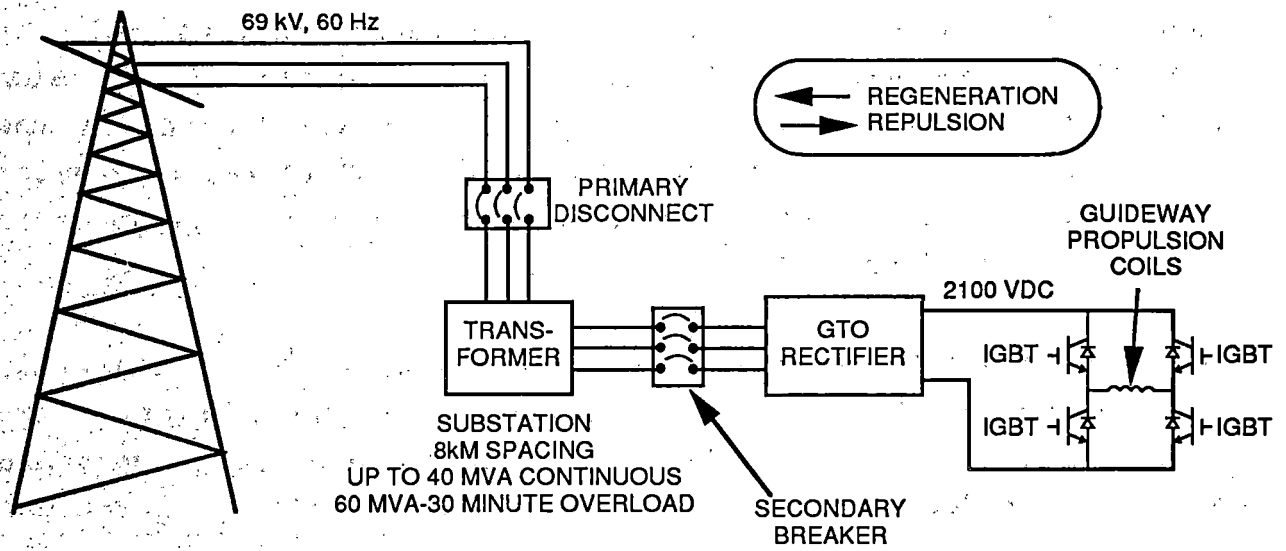 69 kV, 60 Hz
REGENERATION
REPULSION
PRIMARY
DISCONNECT
GUIDEWAY
PROPULSION
COILS
2100 VDC
TRANS-
FORMER
GTO
RECTIFIER
IGBT
IGBT
IGBT
IGBT
SUBSTATION
8kM SPACING
UP TO 40 MVA CONTINUOUS
60 MVA-30 MINUTE OVERLOAD
SECONDARY
BREAKER